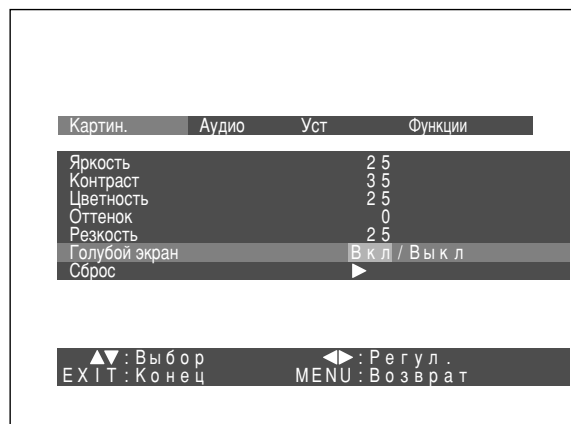 Картин. Аудио Уст Функции
Яркость 25
Контраст 35
Цветность 25
Оттенок 0
Резкость 25
Голубой экран Вкл/Выкл
Сброс ▶
▲▼:Выбор ◀▶:Регул.
EXIT:Конец MENU:Возврат